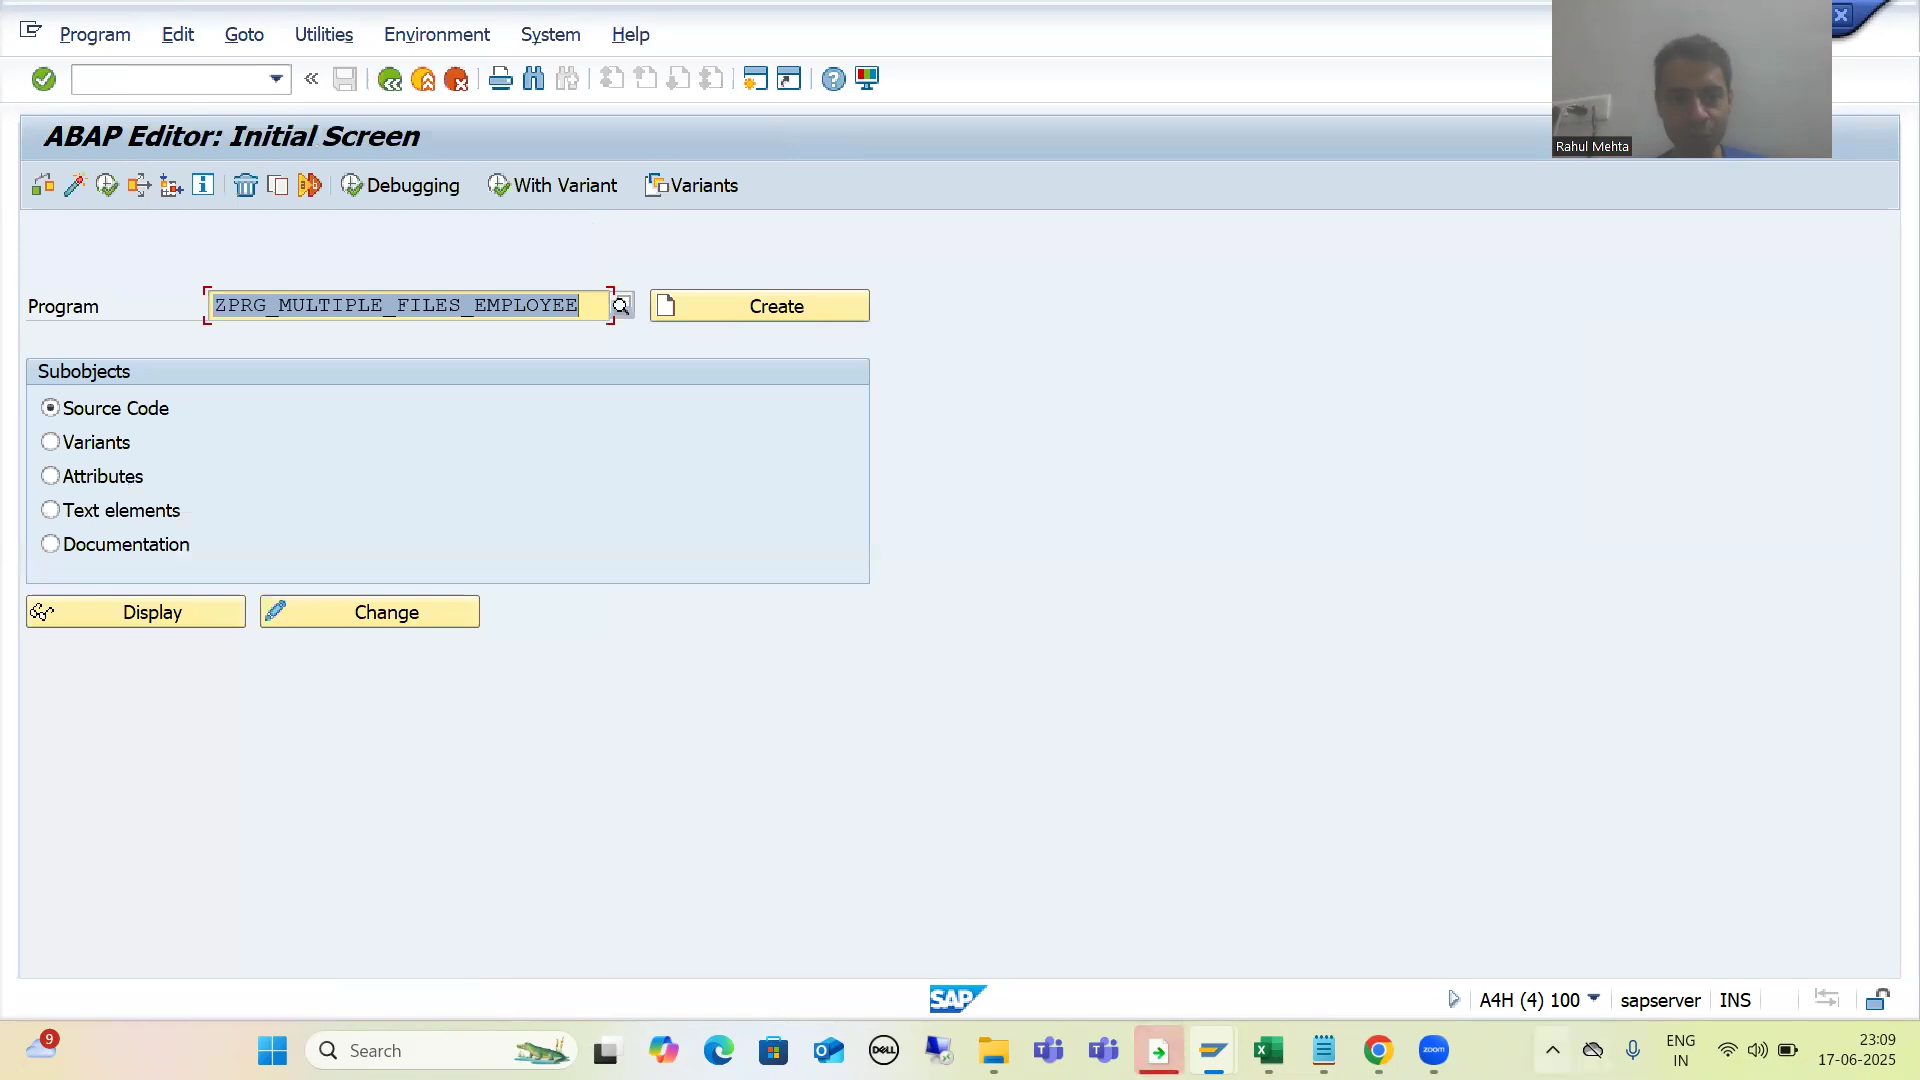 Program Edit Goto Utilities Environment System Help
Rahul Mehta
ABAP Editor: Initial Screen
Debugging With Variant Variants
Program ZPRG_MULTIPLE_FILES_EMPLOYEE Create
Subobjects
Source Code
Variants
Attributes
Text elements
Documentation
Display Change
SAP A4H (4) 100 sapserver INS
9
Search
DELL
zoom
ENG
IN
23:09
17-06-2025